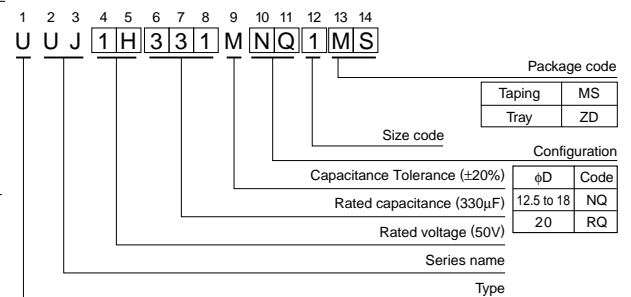 1 2 3 4 5 6 7 8 9 10 11 12 13 14
U U J 1 H 3 3 1 M N Q 1 M S
Package code
Taping MS
Tray ZD
Size code
Configuration
ϕD Code
12.5 to 18 NQ
20 RQ
Capacitance Tolerance (±20%)
Rated capacitance (330µF)
Rated voltage (50V)
Series name
Type